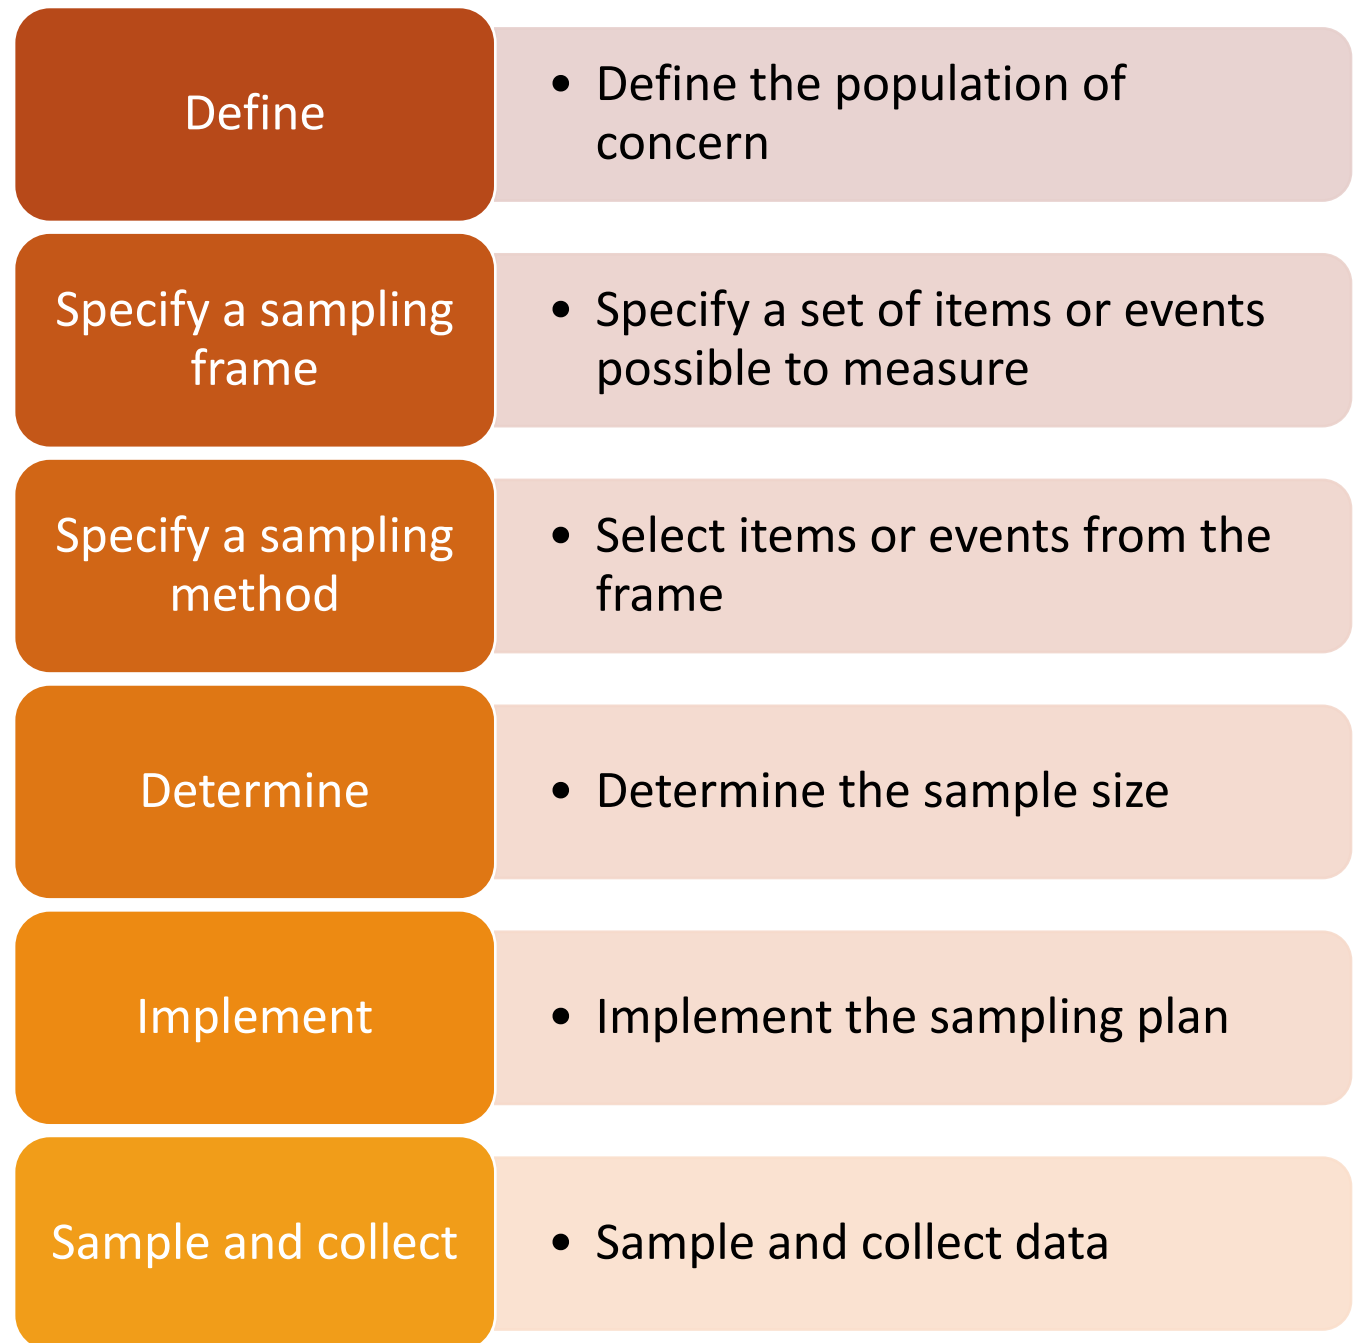 Define
• Define the population of
concern
Specify a sampling
frame
• Specify a set of items or events
possible to measure
Specify a sampling
method
• Select items or events from the
frame
Determine
• Determine the sample size
Implement
• Implement the sampling plan
Sample and collect
• Sample and collect data